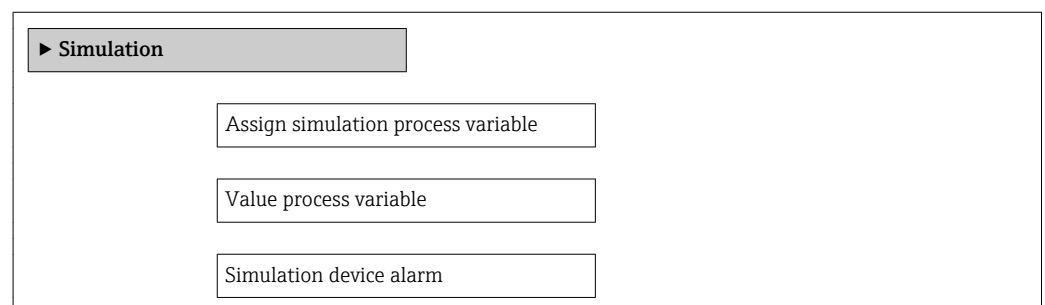 ▶ Simulation
Assign simulation process variable
Value process variable
Simulation device alarm